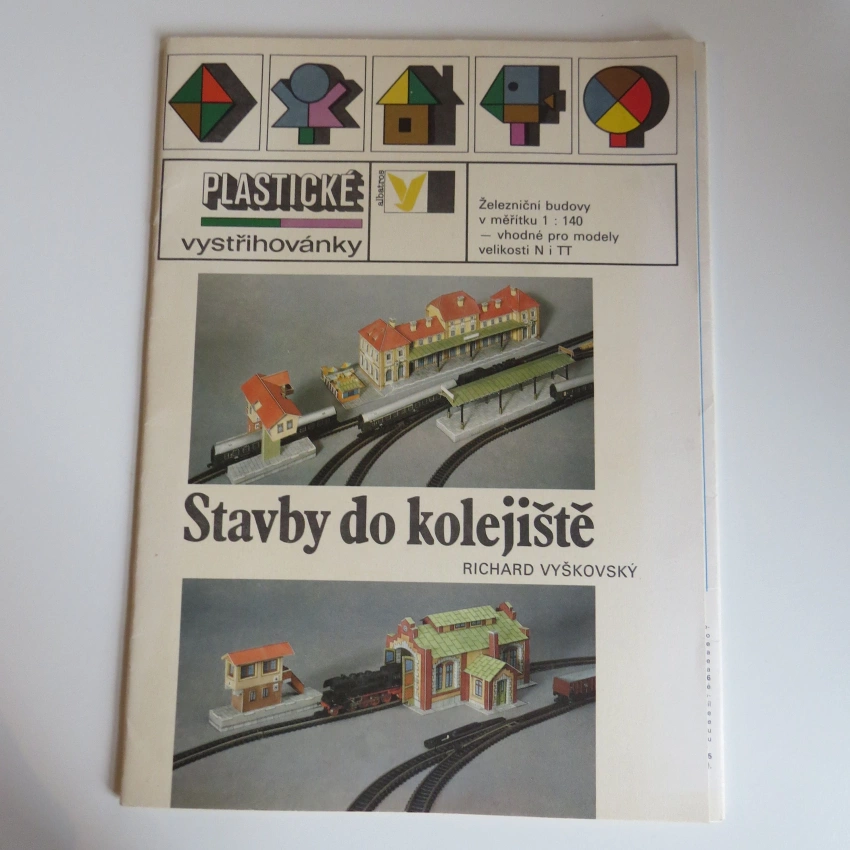 PLASTICKÉ
vystřihovánky
albatros
Železniční budovy
v měřítku 1 : 140
— vhodné pro modely
velikosti N i TT
Stavby do kolejiště
RICHARD VYŠKOVSKÝ